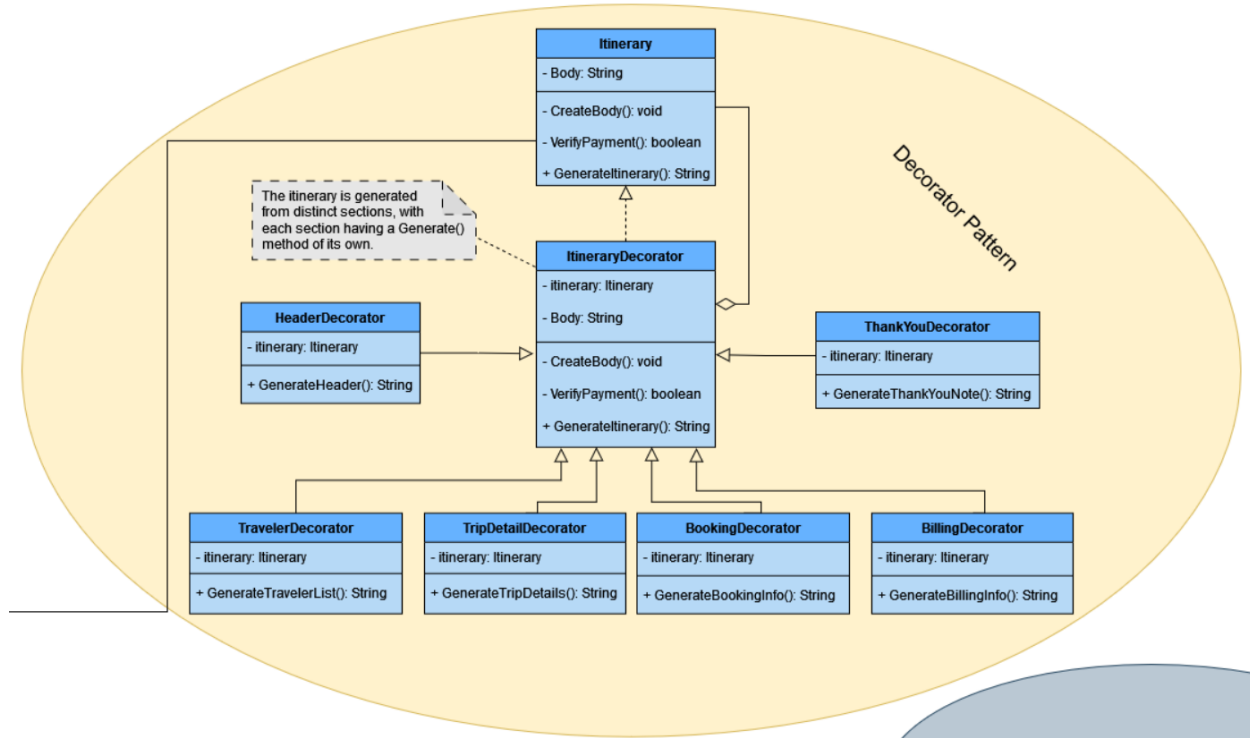 Itinerary
- Body: String
- CreateBody(): void
- VerifyPayment(): boolean
+ GenerateItinerary(): String
Decorator Pattern
The itinerary is generated
from distinct sections, with
each section having a Generate()
method of its own.
ItineraryDecorator
- itinerary: Itinerary
- Body: String
- CreateBody(): void
- VerifyPayment(): boolean
+ GenerateItinerary(): String
HeaderDecorator
- itinerary: Itinerary
+ GenerateHeader(): String
ThankYouDecorator
- itinerary: Itinerary
+ GenerateThankYouNote(): String
TravelerDecorator
- itinerary: Itinerary
+ GenerateTravelerList(): String
TripDetailDecorator
- itinerary: Itinerary
+ GenerateTripDetails(): String
BookingDecorator
- itinerary: Itinerary
+ GenerateBookingInfo(): String
BillingDecorator
- itinerary: Itinerary
+ GenerateBillingInfo(): String